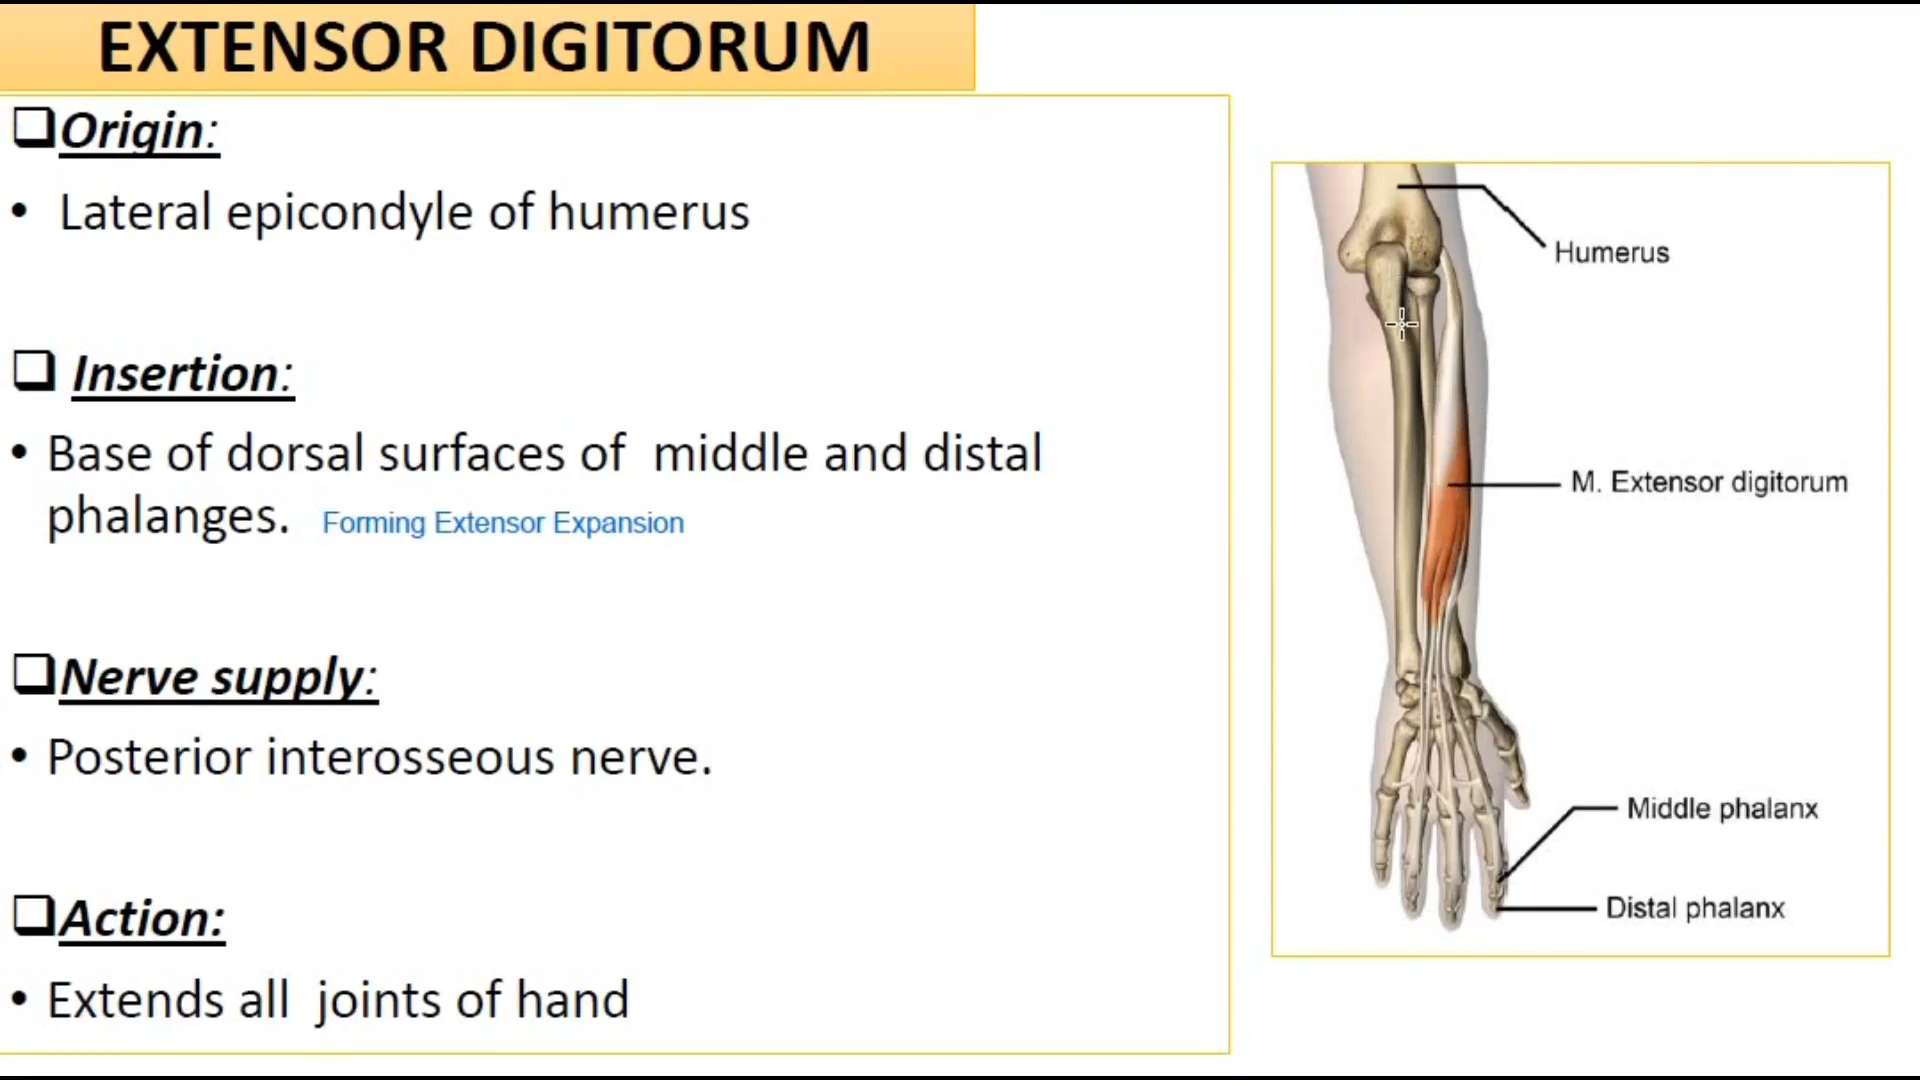 EXTENSOR DIGITORUM
Origin:
• Lateral epicondyle of humerus
Insertion:
• Base of dorsal surfaces of middle and distal
phalanges. Forming Extensor Expansion
Nerve supply:
• Posterior interosseous nerve.
Action:
• Extends all joints of hand
Humerus
M. Extensor digitorum
Middle phalanx
Distal phalanx